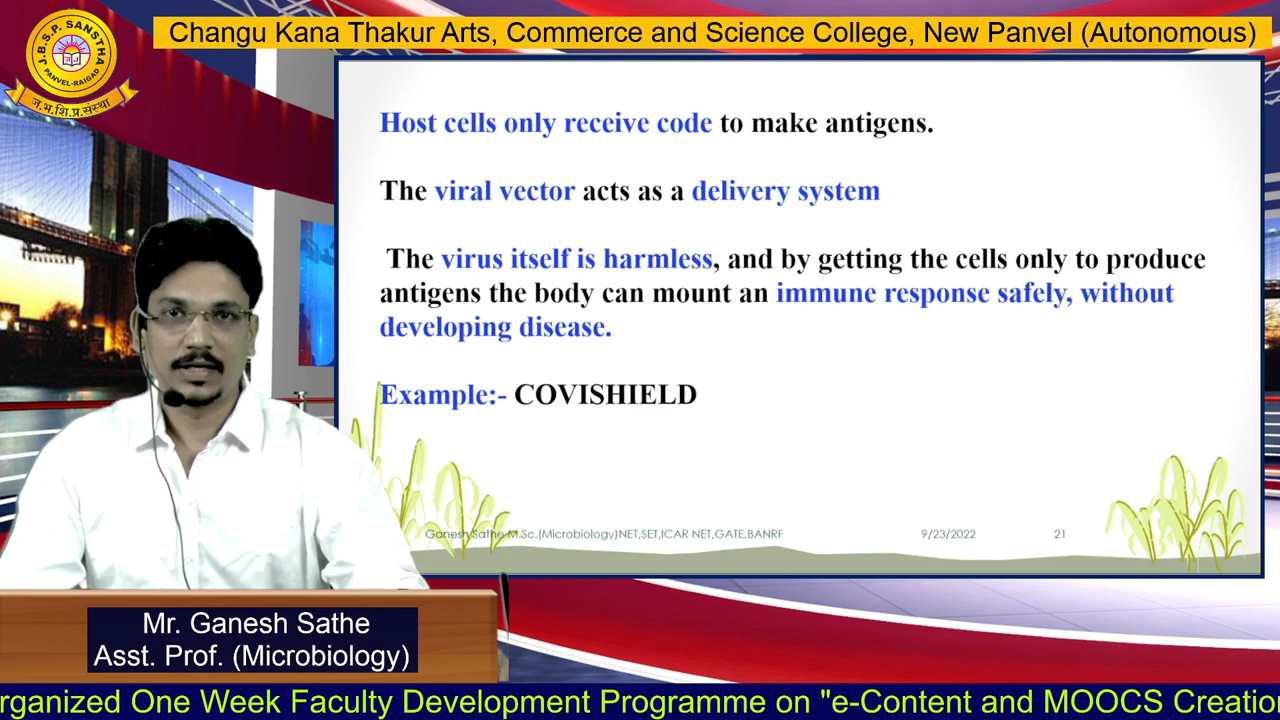 Changu Kana Thakur Arts, Commerce and Science College, New Panvel (Autonomous)
J.B.S.P. SANSTHA
PANVEL-RAIGAD
ज.भ.शि.प्र.संस्था
Host cells only receive code to make antigens.
The viral vector acts as a delivery system
The virus itself is harmless, and by getting the cells only to produce
antigens the body can mount an immune response safely, without
developing disease.
Example:- COVISHIELD
Ganesh Sathe M.Sc.(Microbiology)NET,SET,ICAR NET,GATE,BANRF 9/23/2022 21
Mr. Ganesh Sathe
Asst. Prof. (Microbiology)
rganized One Week Faculty Development Programme on "e-Content and MOOCS Creation